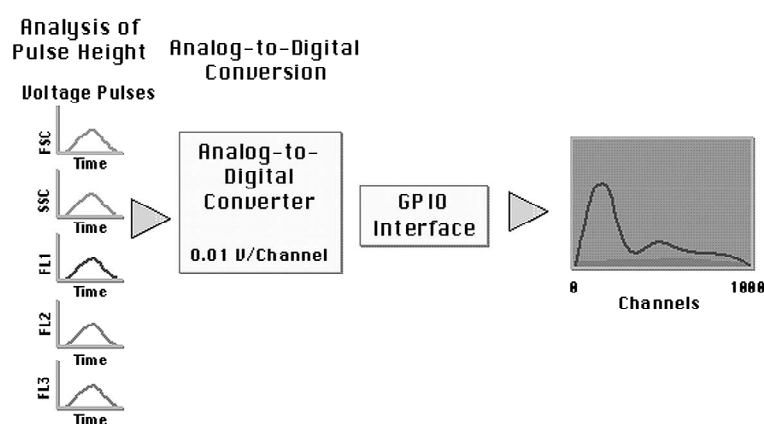 Analysis of
Pulse Height
Analog-to-Digital
Conversion
Voltage Pulses
FSC
Time
SSC
Time
FL1
Time
FL2
Time
FL3
Time
Analog-to-
Digital
Converter
0.01 V/Channel
GPIO
Interface
0
1000
Channels